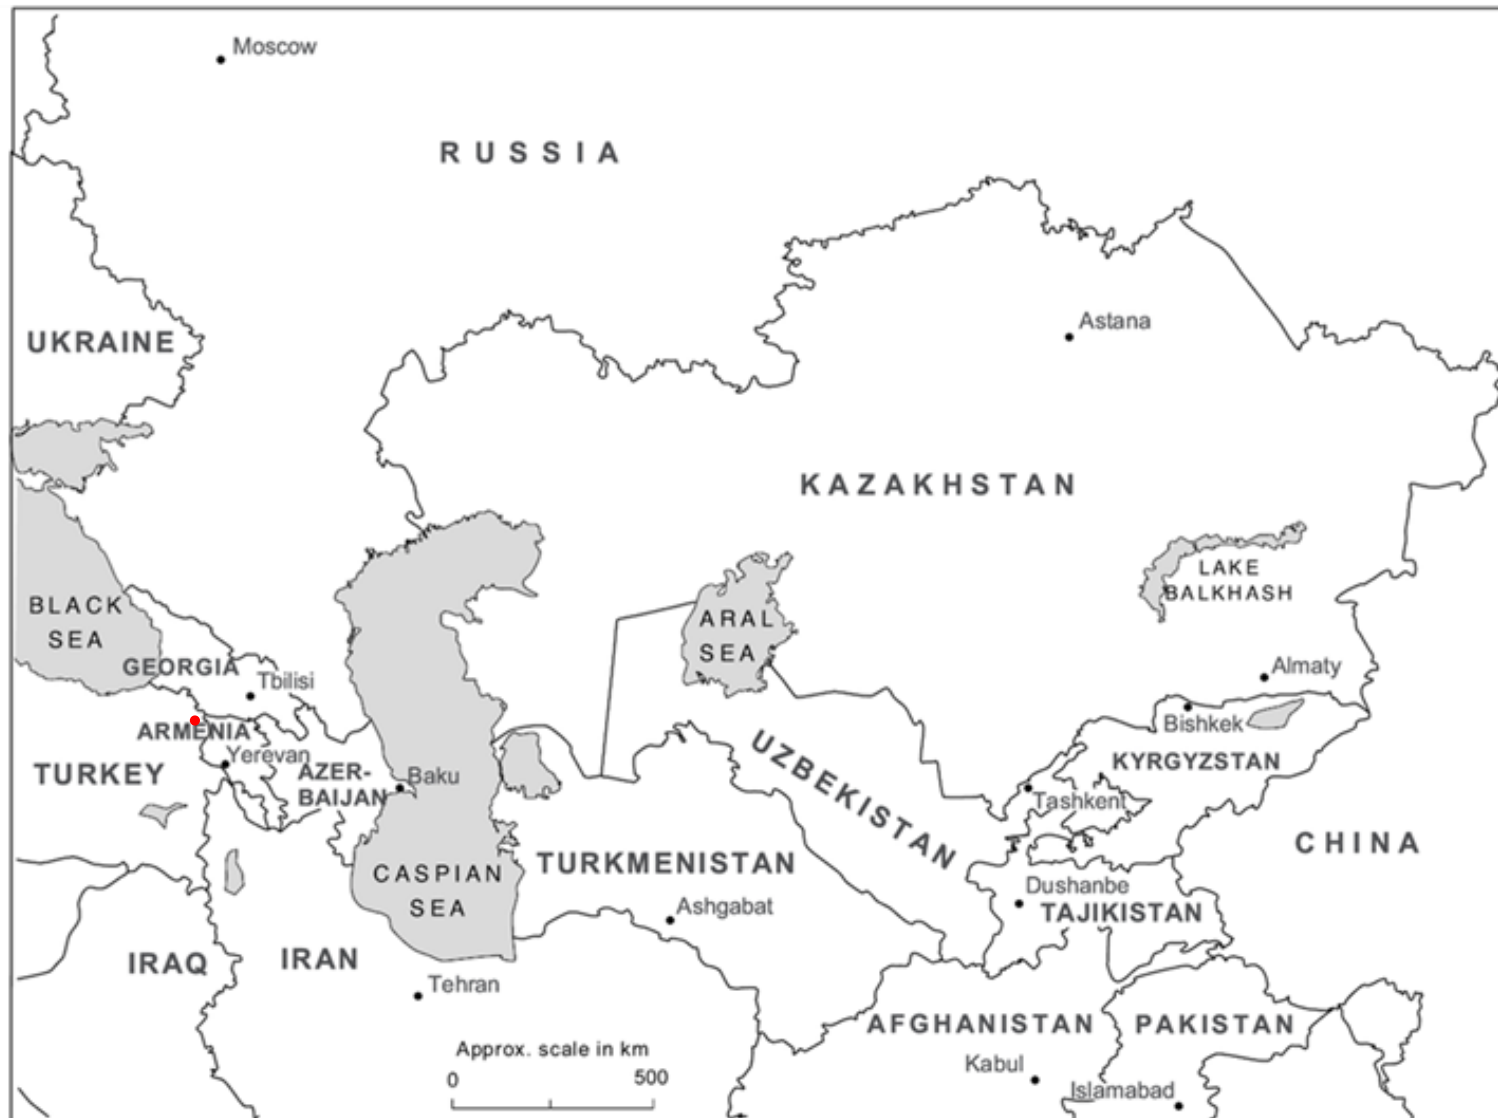 Moscow
RUSSIA
Astana
UKRAINE
KAZAKHSTAN
LAKE
BALKHASH
BLACK
SEA
ARAL
SEA
GEORGIA
Tbilisi
Almaty
ARMENIA
Bishkek
Yerevan
UZBEKISTAN
KYRGYZSTAN
TURKEY
AZER-
BAIJAN
Baku
Tashkent
CHINA
TURKMENISTAN
CASPIAN
SEA
Dushanbe
TAJIKISTAN
Ashgabat
IRAQ
IRAN
Tehran
AFGHANISTAN
PAKISTAN
Approx. scale in km
Kabul
0 500
Islamabad